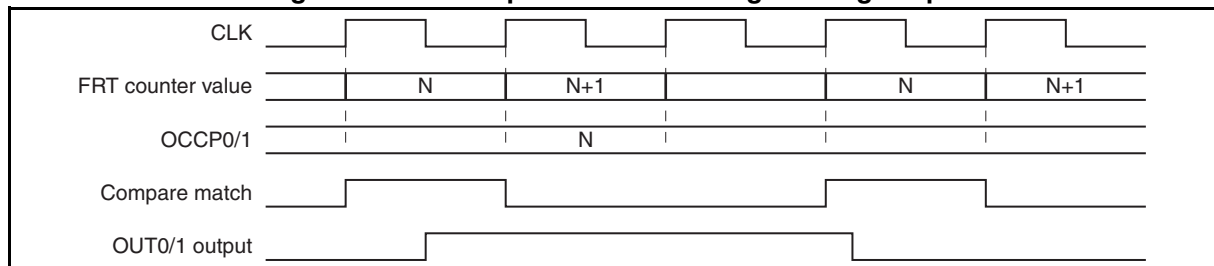 CLK
FRT counter value N N+1 N N+1
OCCP0/1 N
Compare match
OUT0/1 output